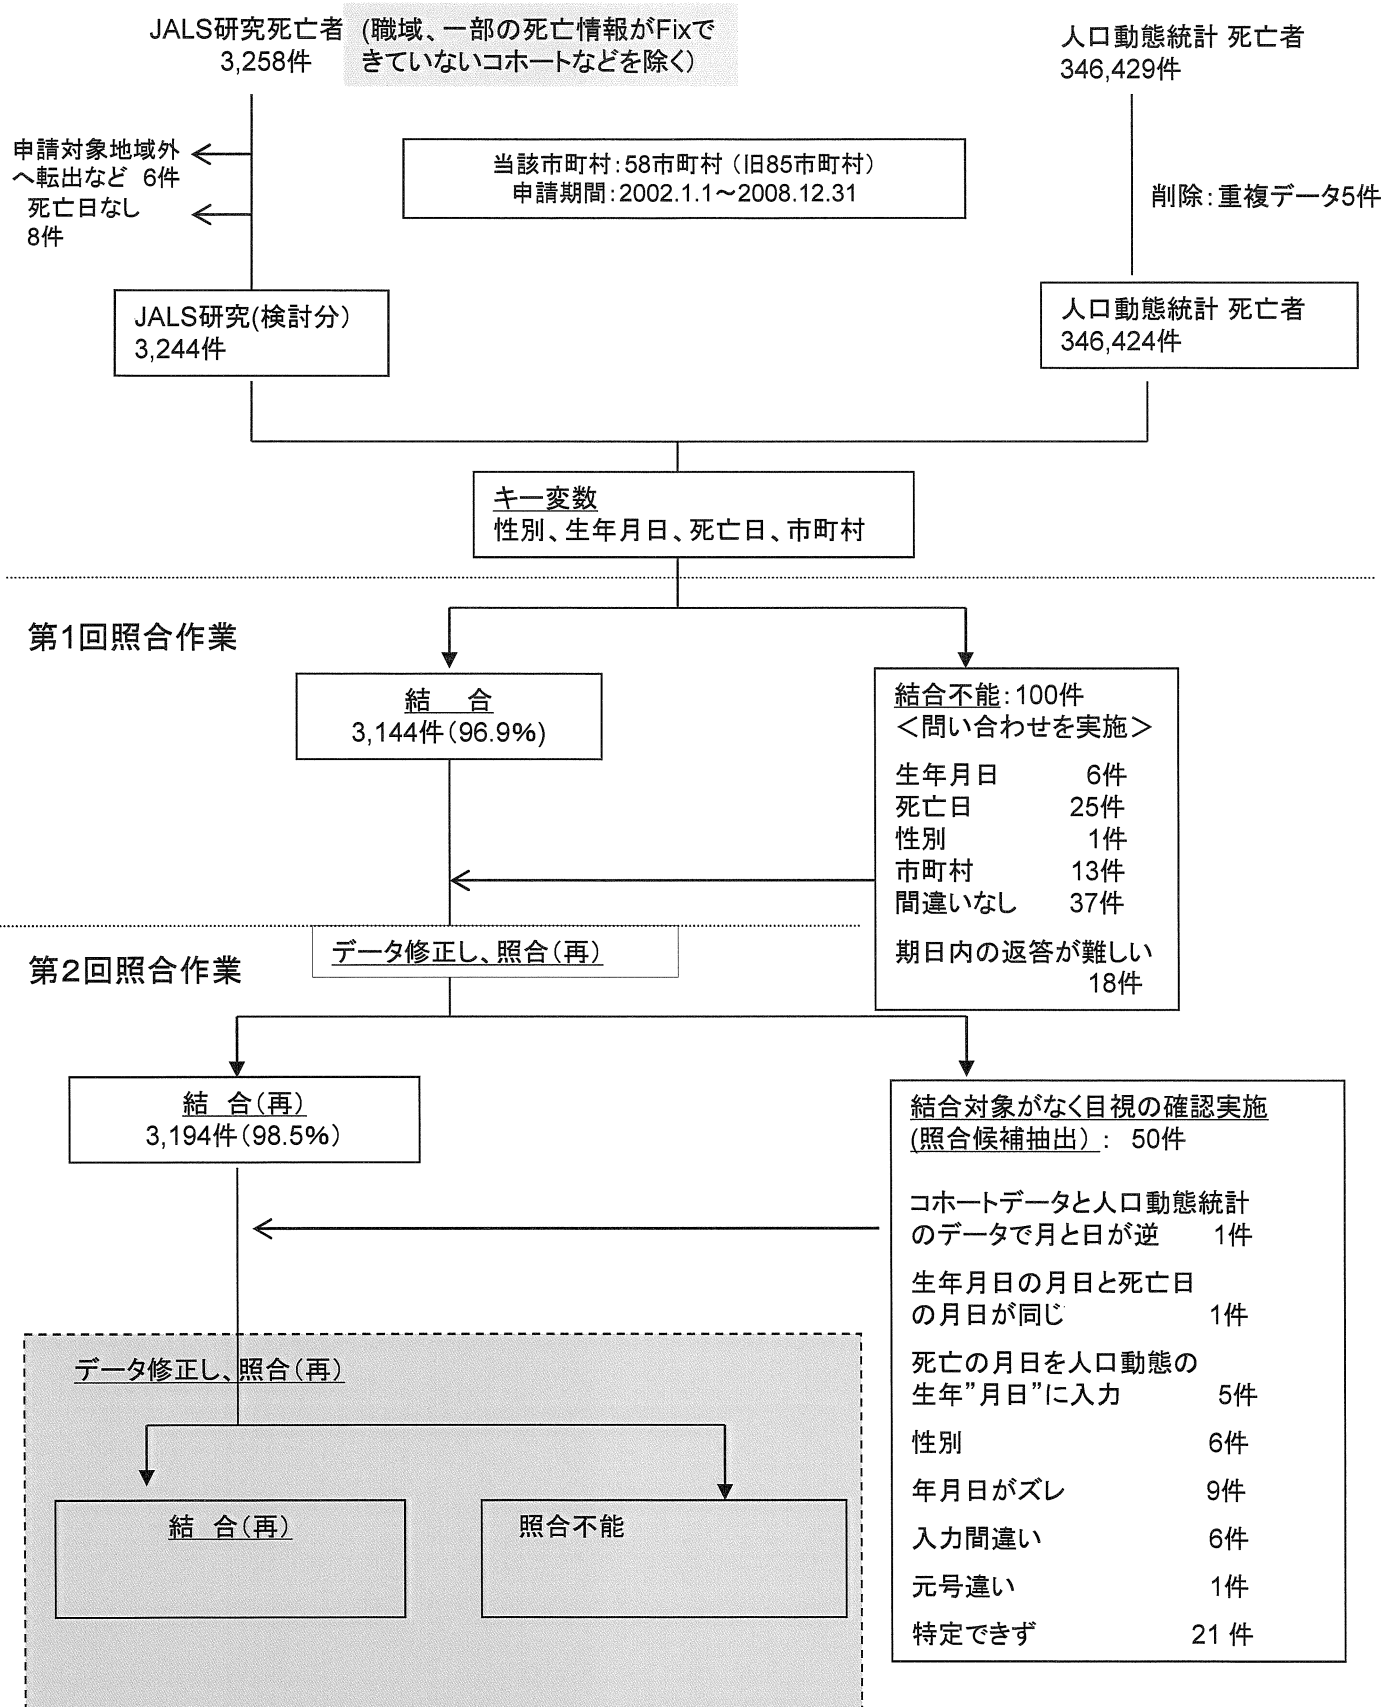 JALS研究死亡者
3,258件
(職域、一部の死亡情報がFixで
きていないコホートなどを除く)
人口動態統計 死亡者
346,429件
申請対象地域外
へ転出など 6件
死亡日なし
8件
当該市町村:58市町村(旧85市町村)
申請期間:2002.1.1〜2008.12.31
削除:重複データ5件
JALS研究(検討分)
3,244件
人口動態統計 死亡者
346,424件
キー変数
性別、生年月日、死亡日、市町村
第1回照合作業
結 合
3,144件(96.9%)
結合不能:100件
<問い合わせを実施>
生年月日 6件
死亡日 25件
性別 1件
市町村 13件
間違いなし 37件
期日内の返答が難しい
18件
第2回照合作業
データ修正し、照合(再)
結 合(再)
3,194件(98.5%)
結合対象がなく目視の確認実施
(照合候補抽出): 50件
コホートデータと人口動態統計
のデータで月と日が逆 1件
生年月日の月日と死亡日
の月日が同じ 1件
死亡の月日を人口動態の
生年”月日”に入力 5件
性別 6件
年月日がズレ 9件
入力間違い 6件
元号違い 1件
特定できず 21 件
データ修正し、照合(再)
結 合(再)
照合不能